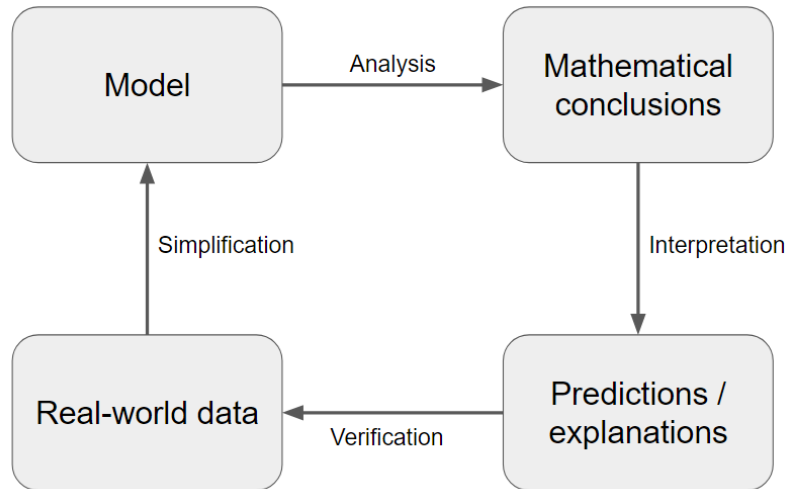 Model
Analysis
Mathematical
conclusions
Simplification
Interpretation
Real-world data
Verification
Predictions /
explanations